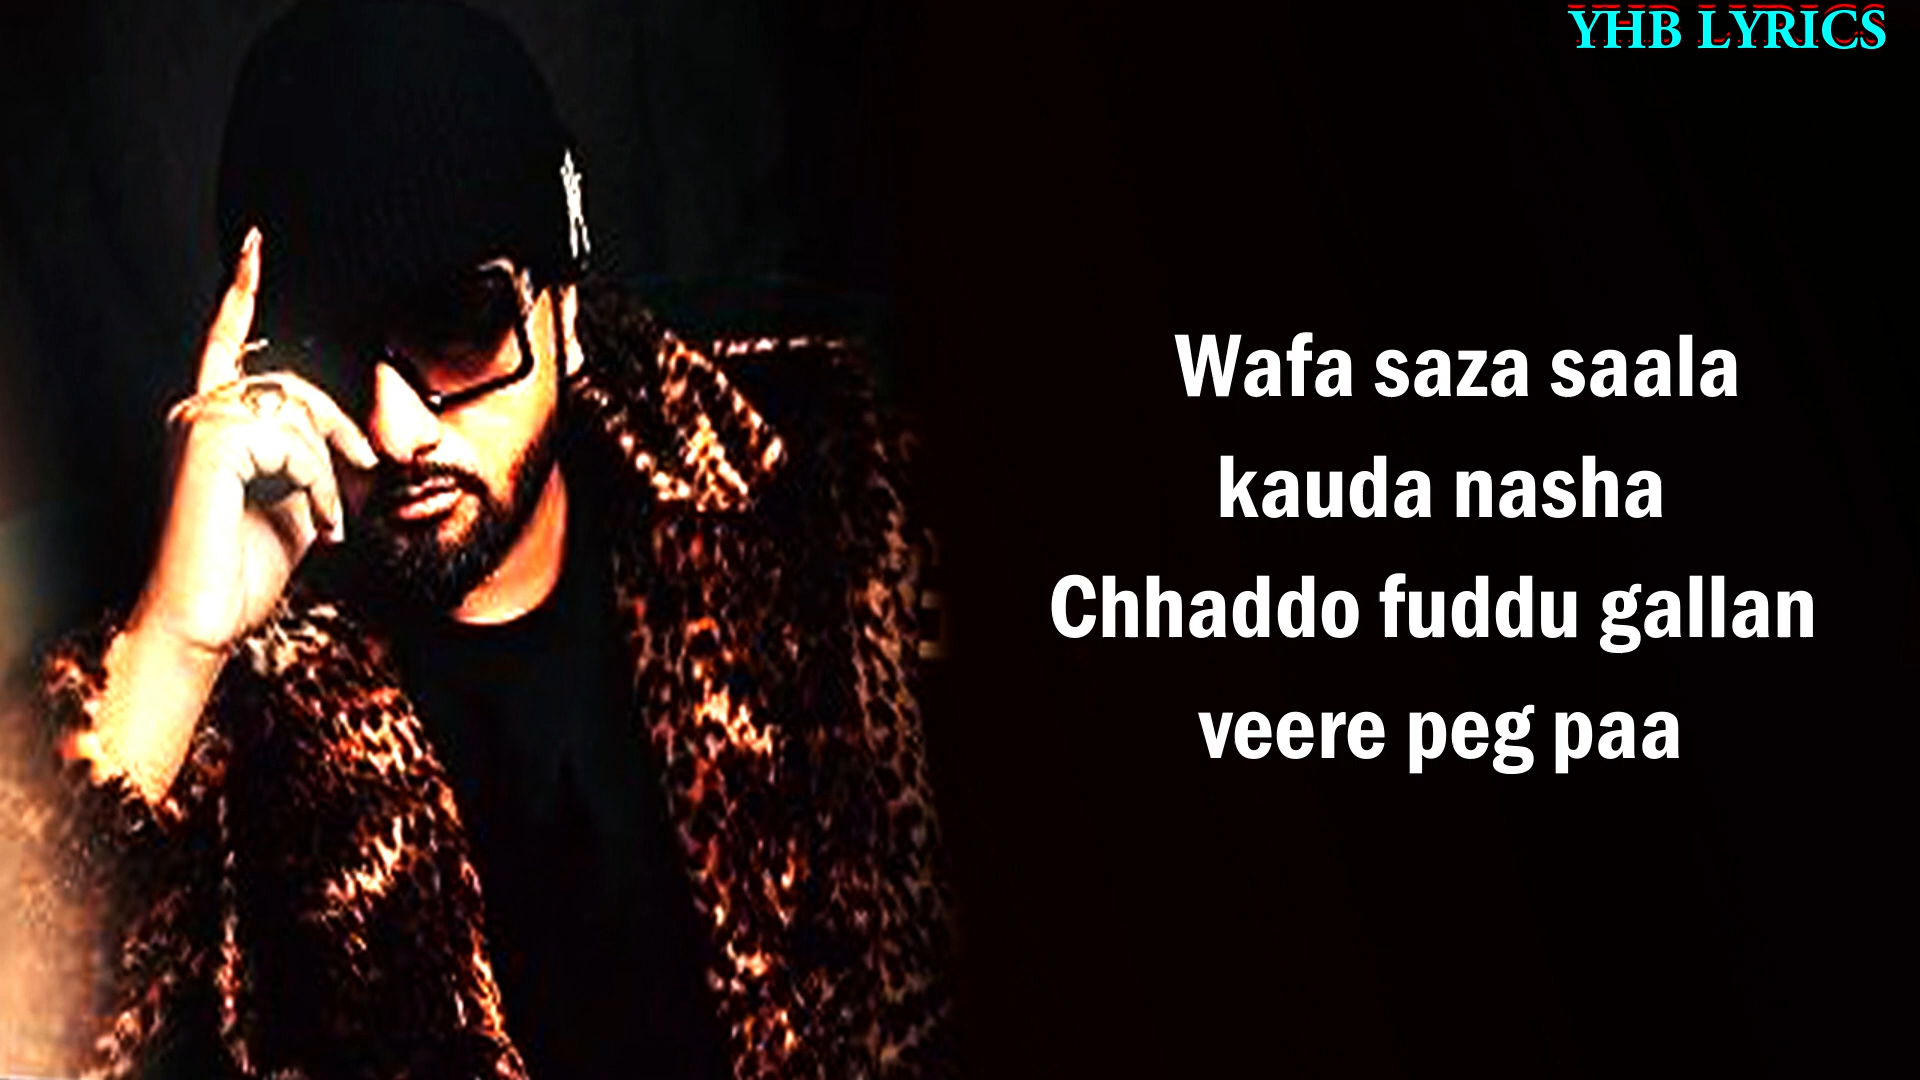 YHB LYRICS
Wafa saza saala
kauda nasha
Chhaddo fuddu gallan
veere peg paa